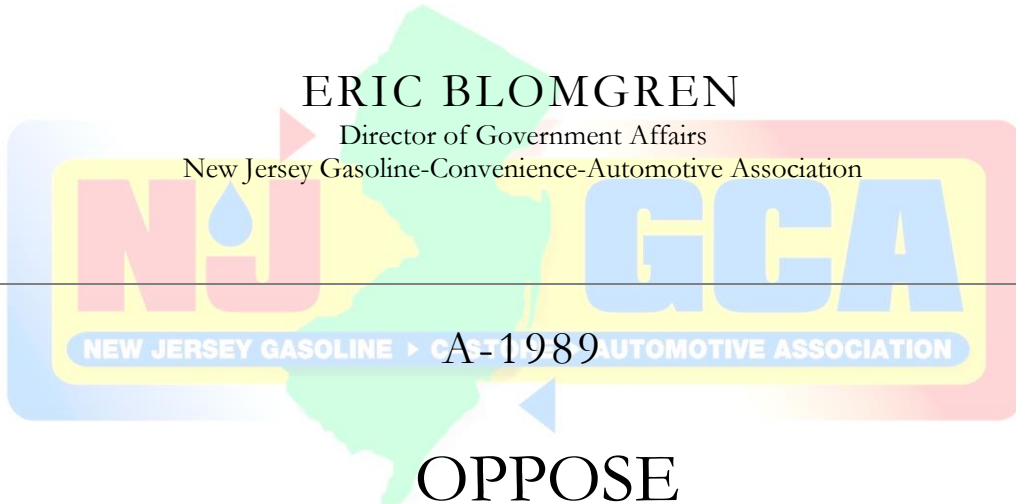 ERIC BLOMGREN
Director of Government Affairs
New Jersey Gasoline-Convenience-Automotive Association
NJ GCA
A-1989
NEW JERSEY GASOLINE AUTOMOTIVE ASSOCIATION
OPPOSE